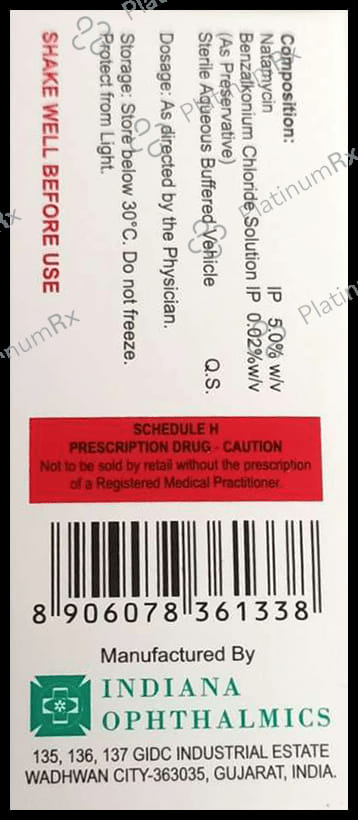 Composition:
Natamycin IP 5.0% w/v
Benzalkonium Chloride Solution IP 0.02%w/v
(As Preservative)
Sterile Aqueous Buffered Vehicle Q.S.
Dosage: As directed by the Physician.
Storage: Store below 30°C. Do not freeze.
Protect from Light.
SHAKE WELL BEFORE USE
SCHEDULE H
PRESCRIPTION DRUG - CAUTION
Not to be sold by retail without the prescription
of a Registered Medical Practitioner.
8 906078 361338
Manufactured By
INDIANA
OPHTHALMICS
135, 136, 137 GIDC INDUSTRIAL ESTATE
WADHWAN CITY-363035, GUJARAT, INDIA.
PlatinumRx
PlatinumRx